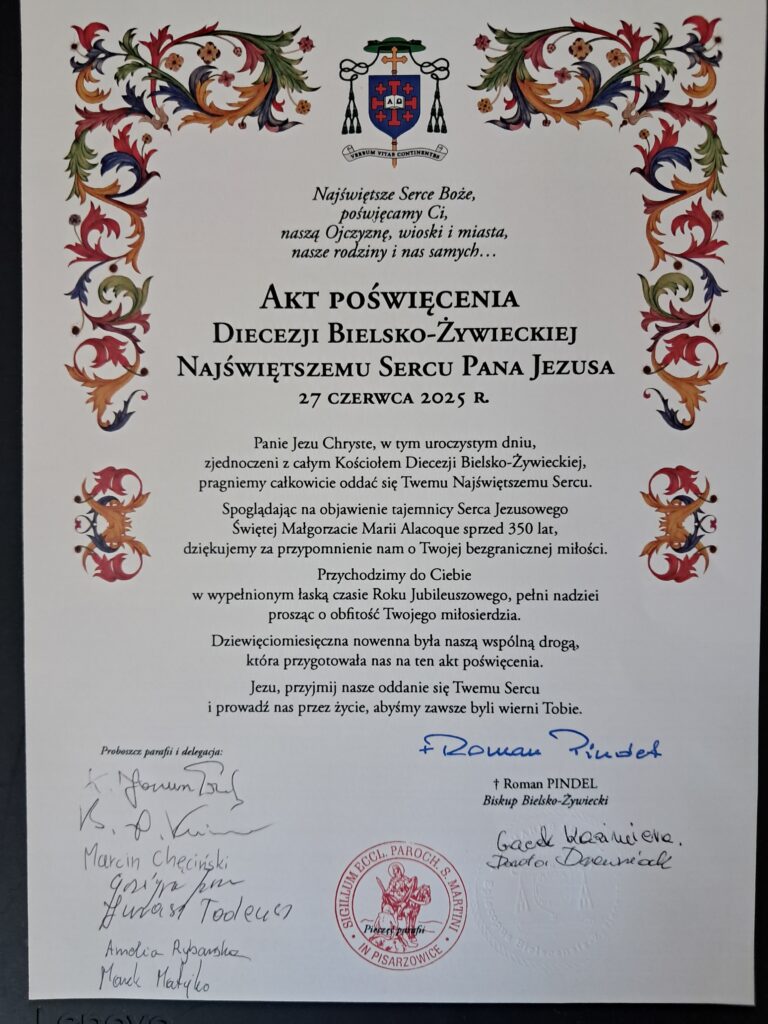 VERBUM VITAE CONTINENTES
Najświętsze Serce Boże,
poświęcamy Ci,
naszą Ojczyznę, wioski i miasta,
nasze rodziny i nas samych…
AKT POŚWIĘCENIA
DIECEZJI BIELSKO-ŻYWIECKIEJ
NAJŚWIĘTSZEMU SERCU PANA JEZUSA
27 CZERWCA 2025 R.
Panie Jezu Chryste, w tym uroczystym dniu,
zjednoczeni z całym Kościołem Diecezji Bielsko-Żywieckiej,
pragniemy całkowicie oddać się Twemu Najświętszemu Sercu.
Spoglądając na objawienie tajemnicy Serca Jezusowego
Świętej Małgorzacie Marii Alacoque sprzed 350 lat,
dziękujemy za przypomnienie nam o Twojej bezgranicznej miłości.
Przychodzimy do Ciebie
w wypełnionym łaską czasie Roku Jubileuszowego, pełni nadziei
prosząc o obfitość Twojego miłosierdzia.
Dziewięciomiesięczna nowenna była naszą wspólną drogą,
która przygotowała nas na ten akt poświęcenia.
Jezu, przyjmij nasze oddanie się Twemu Sercu
i prowadź nas przez życie, abyśmy zawsze byli wierni Tobie.
Proboszcz parafii i delegacja:
Marcin Chęciński
Tadeusz
Amelia
Marek Matyjko
+ Roman Pindel
† Roman PINDEL
Biskup Bielsko-Żywiecki
Gacek Kazimiera
SIGILLUM ECCL. PAROCH. S. MARTINI
IN PISARZOWICE
Pieczęć parafii
Lenovo